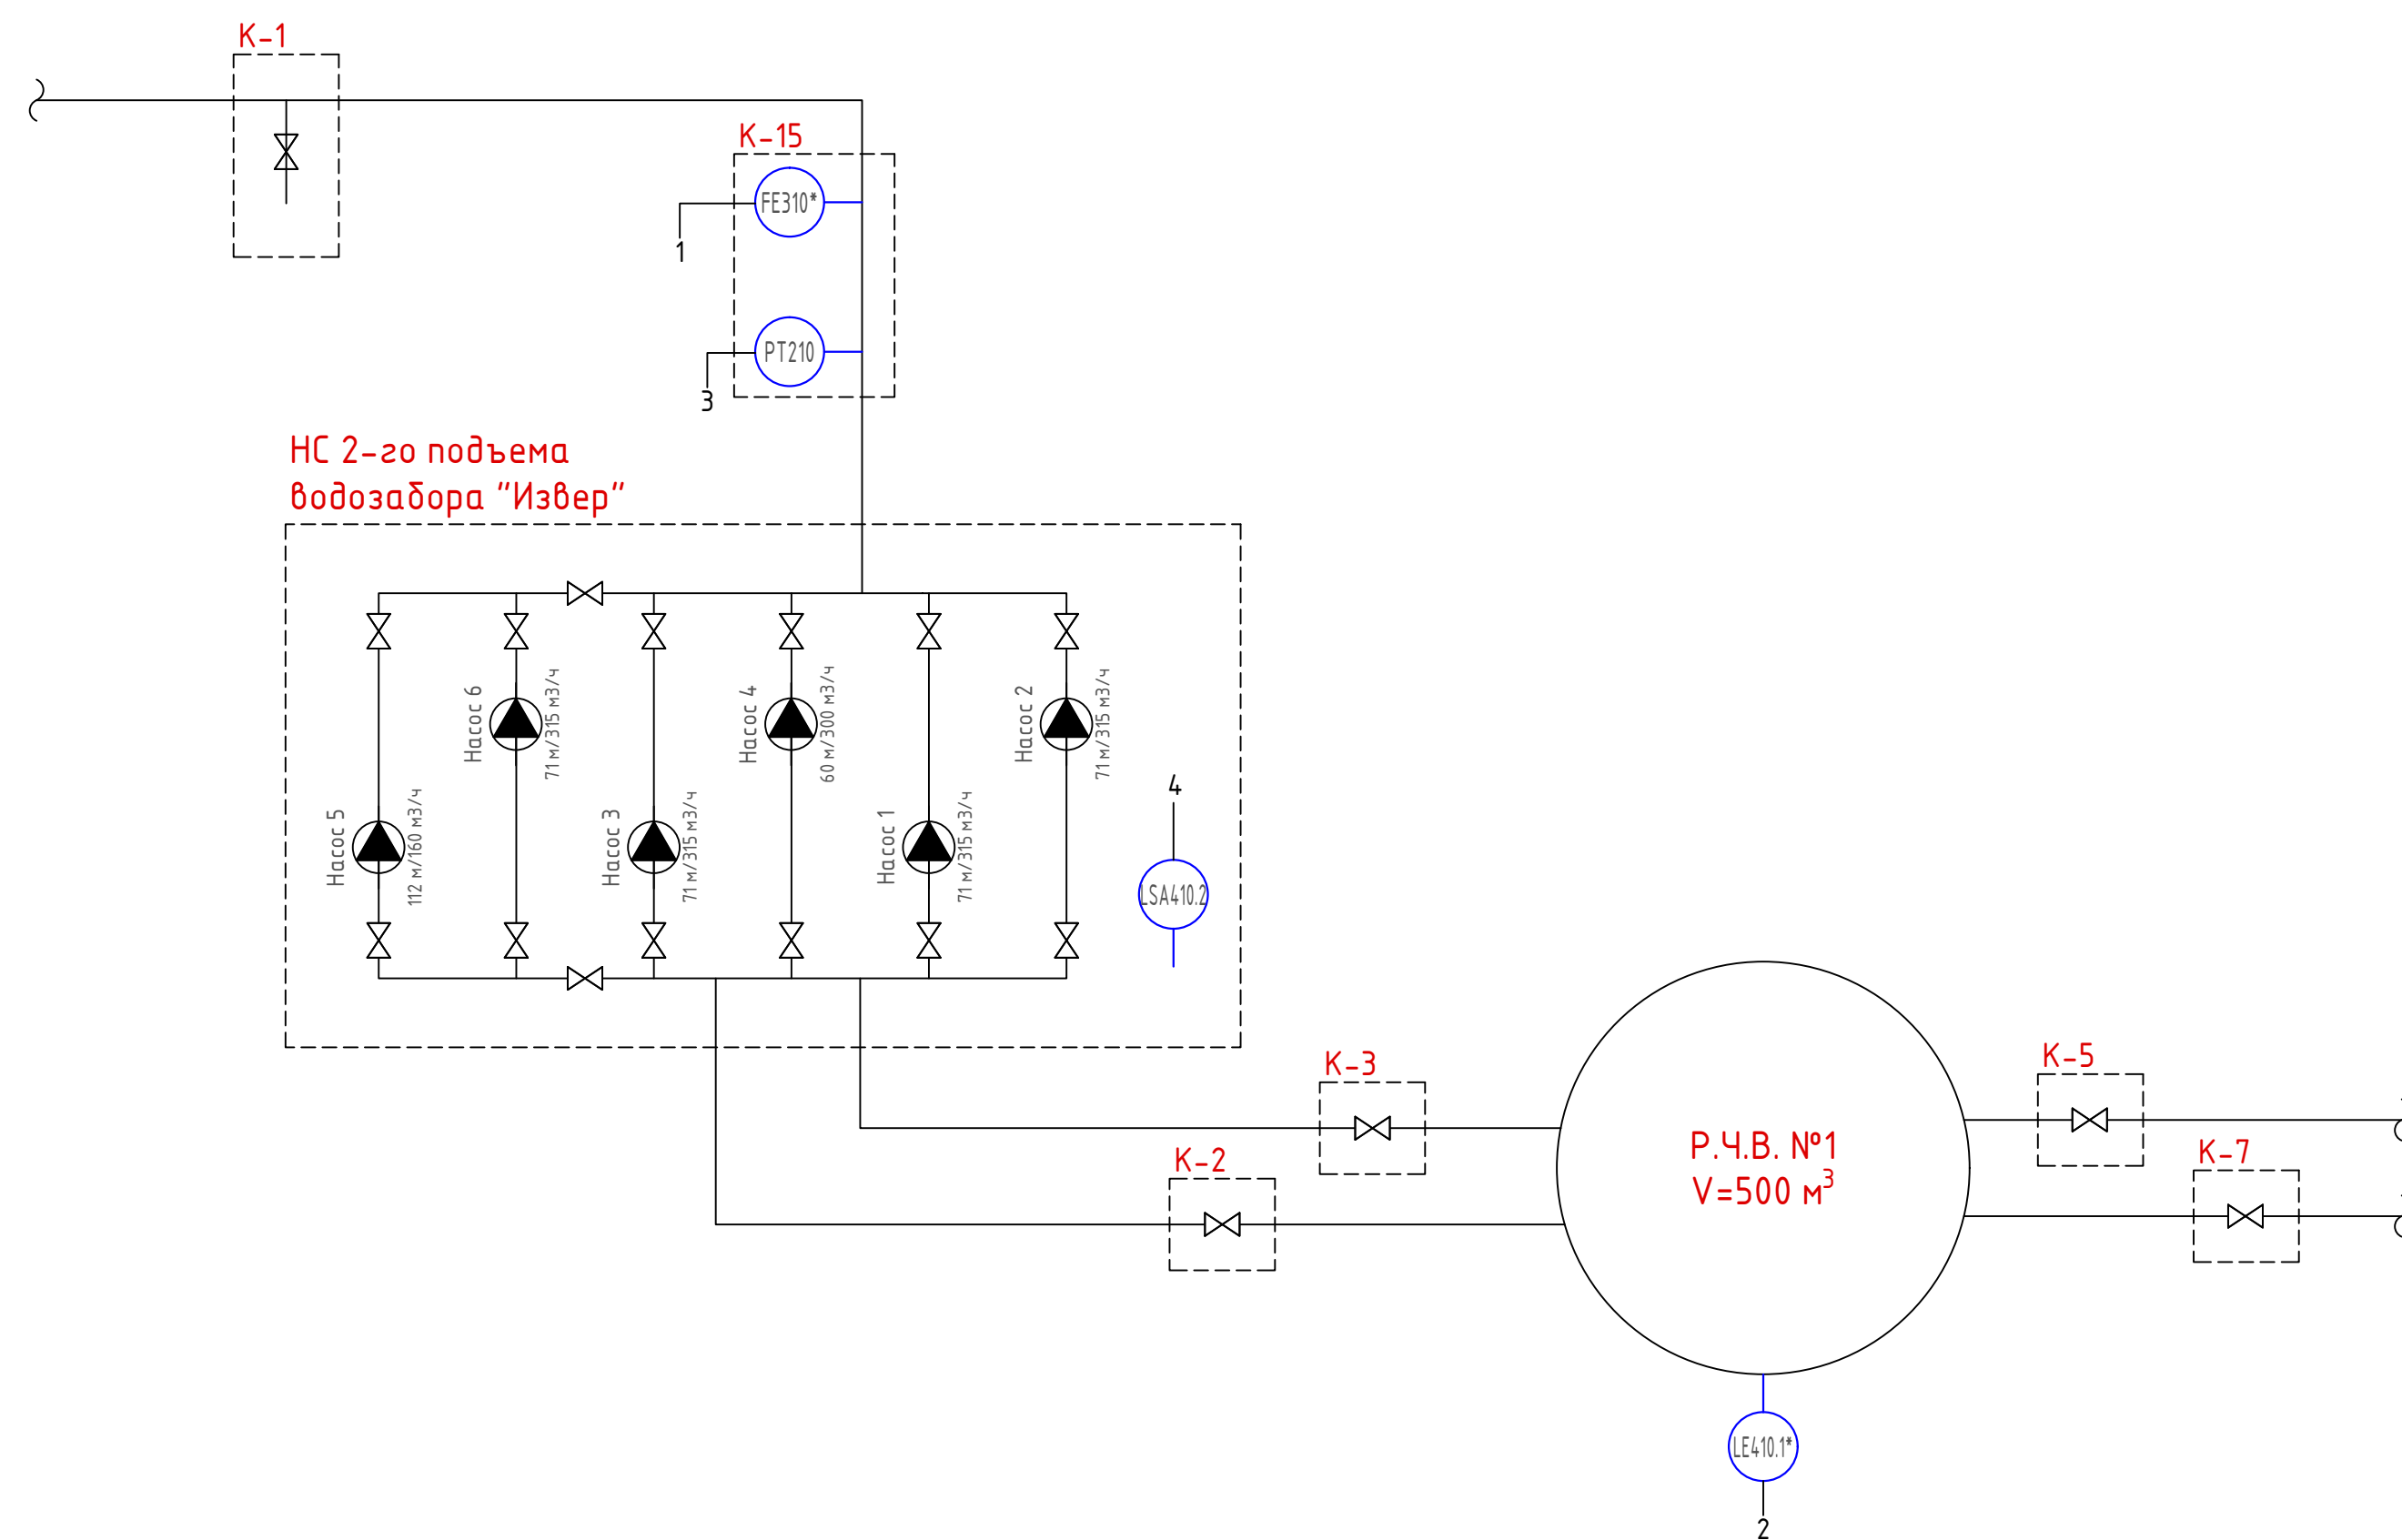 К-1
К-15
FE310*
1
PT210
3
НС 2-го подъема
водозабора "Извер"
Насос 6
71 м/315 м3/ч
Насос 4
60 м/300 м3/ч
Насос 2
71 м/315 м3/ч
Насос 5
112 м/160 м3/ч
Насос 3
71 м/315 м3/ч
Насос 1
71 м/315 м3/ч
4
LSA410.2
К-3
К-5
К-2
К-7
Р.Ч.В. №1
V=500 м³
LE410.1*
2